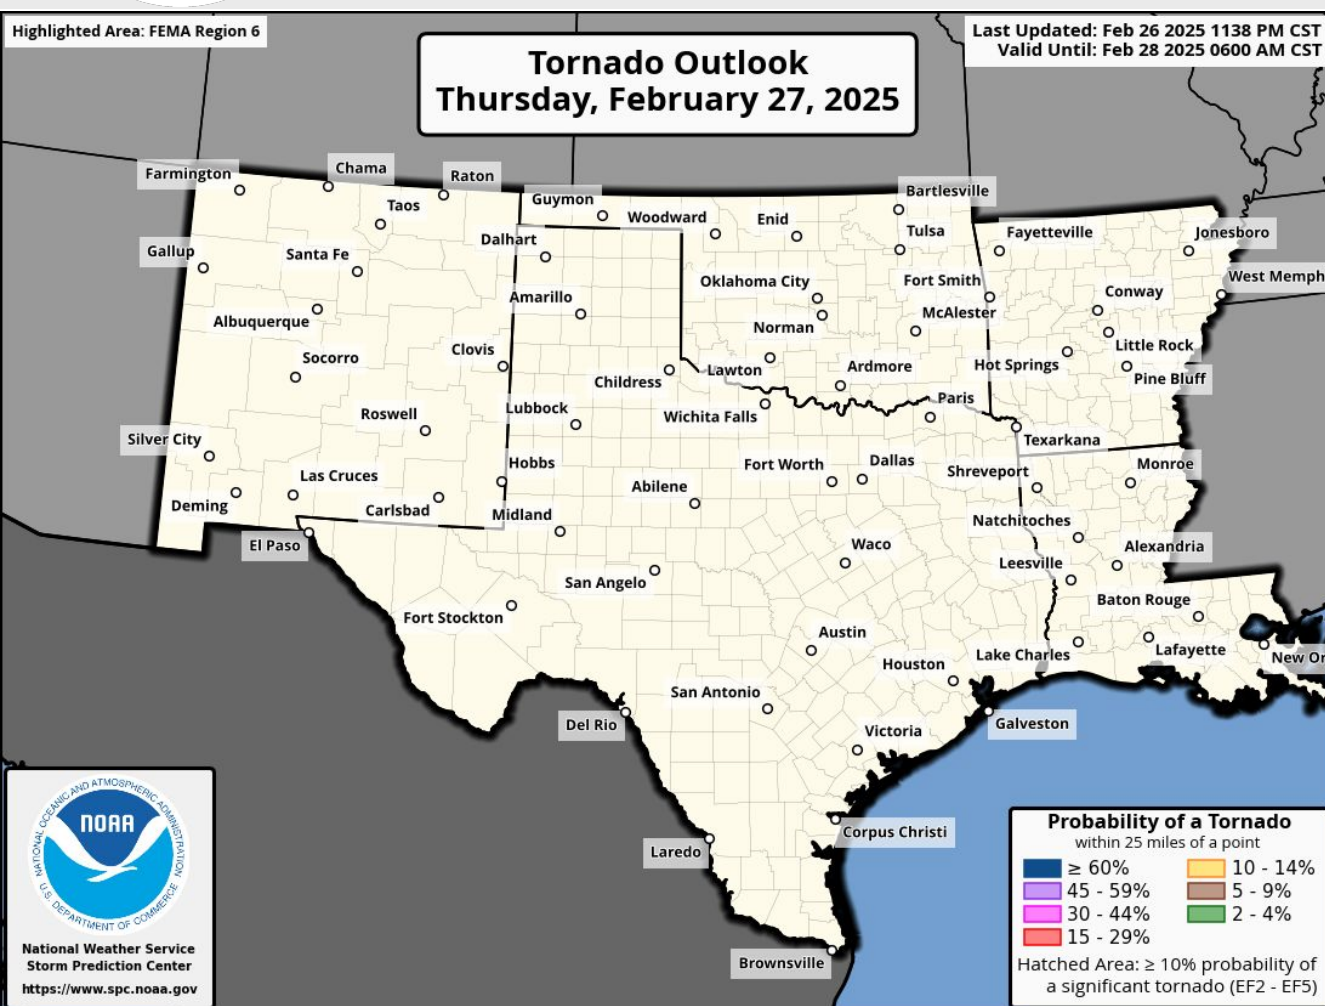 Highlighted Area: FEMA Region 6
Last Updated: Feb 26 2025 1138 PM CST
Valid Until: Feb 28 2025 0600 AM CST
Tornado Outlook
Thursday, February 27, 2025
Farmington
Chama
Raton
Taos
Guymon
Woodward
Enid
Bartlesville
Tulsa
Fayetteville
Jonesboro
Gallup
Santa Fe
Dalhart
Oklahoma City
Fort Smith
West Memph
Conway
Albuquerque
Amarillo
Norman
McAlester
Little Rock
Socorro
Clovis
Childress
Lawton
Ardmore
Hot Springs
Pine Bluff
Roswell
Lubbock
Wichita Falls
Paris
Texarkana
Silver City
Las Cruces
Hobbs
Abilene
Fort Worth
Dallas
Shreveport
Monroe
Deming
Carlsbad
Midland
Natchitoches
El Paso
San Angelo
Waco
Leesville
Alexandria
Fort Stockton
Austin
Baton Rouge
Houston
Lake Charles
Lafayette
New Or
San Antonio
Del Rio
Victoria
Galveston
Corpus Christi
Laredo
Brownsville
NATIONAL OCEANIC AND ATMOSPHERIC ADMINISTRATION
NOAA
U.S. DEPARTMENT OF COMMERCE
National Weather Service
Storm Prediction Center
https://www.spc.noaa.gov
Probability of a Tornado
within 25 miles of a point
≥ 60%
45 - 59%
30 - 44%
15 - 29%
10 - 14%
5 - 9%
2 - 4%
Hatched Area: ≥ 10% probability of
a significant tornado (EF2 - EF5)